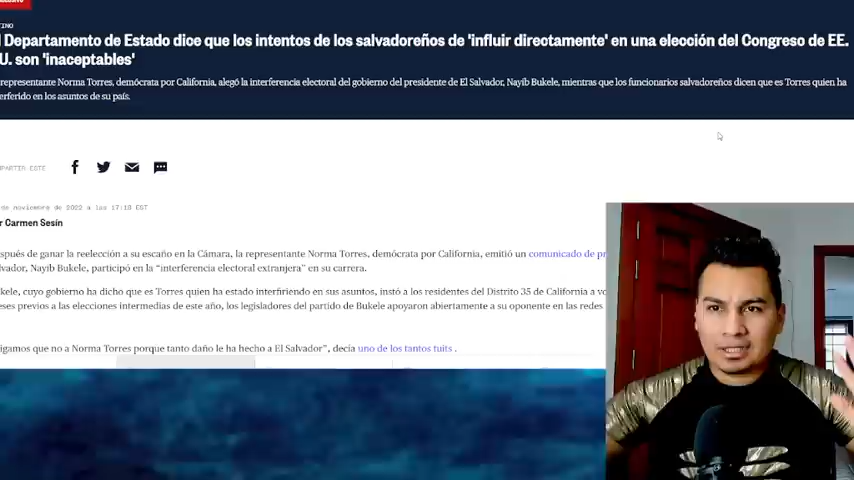 TINO
Departamento de Estado dice que los intentos de los salvadoreños de 'influir directamente' en una elección del Congreso de EE.
U. son 'inaceptables'
representante Norma Torres, demócrata por California, alegó la interferencia electoral del gobierno del presidente de El Salvador, Nayib Bukele, mientras que los funcionarios salvadoreños dicen que es Torres quien ha
erferido en los asuntos de su país.
MPARTER ESTE
de noviembre de 2022 a las 17:13 EST
r Carmen Sesin
spués de ganar la reelección a su escaño en la Cámara, la representante Norma Torres, demócrata por California, emitió un comunicado de pr
lvador, Nayib Bukele, participó en la "interferencia electoral extranjera" en su carrera.
kele, cuyo gobierno ha dicho que es Torres quien ha estado interfiriendo en sus asuntos, instó a los residentes del Distrito 35 de California a vo
eses previos a las elecciones intermedias de este año, los legisladores del partido de Bukele apoyaron abiertamente a su oponente en las redes
igamos que no a Norma Torres porque tanto daño le ha hecho a El Salvador", decía uno de los tantos tuits .